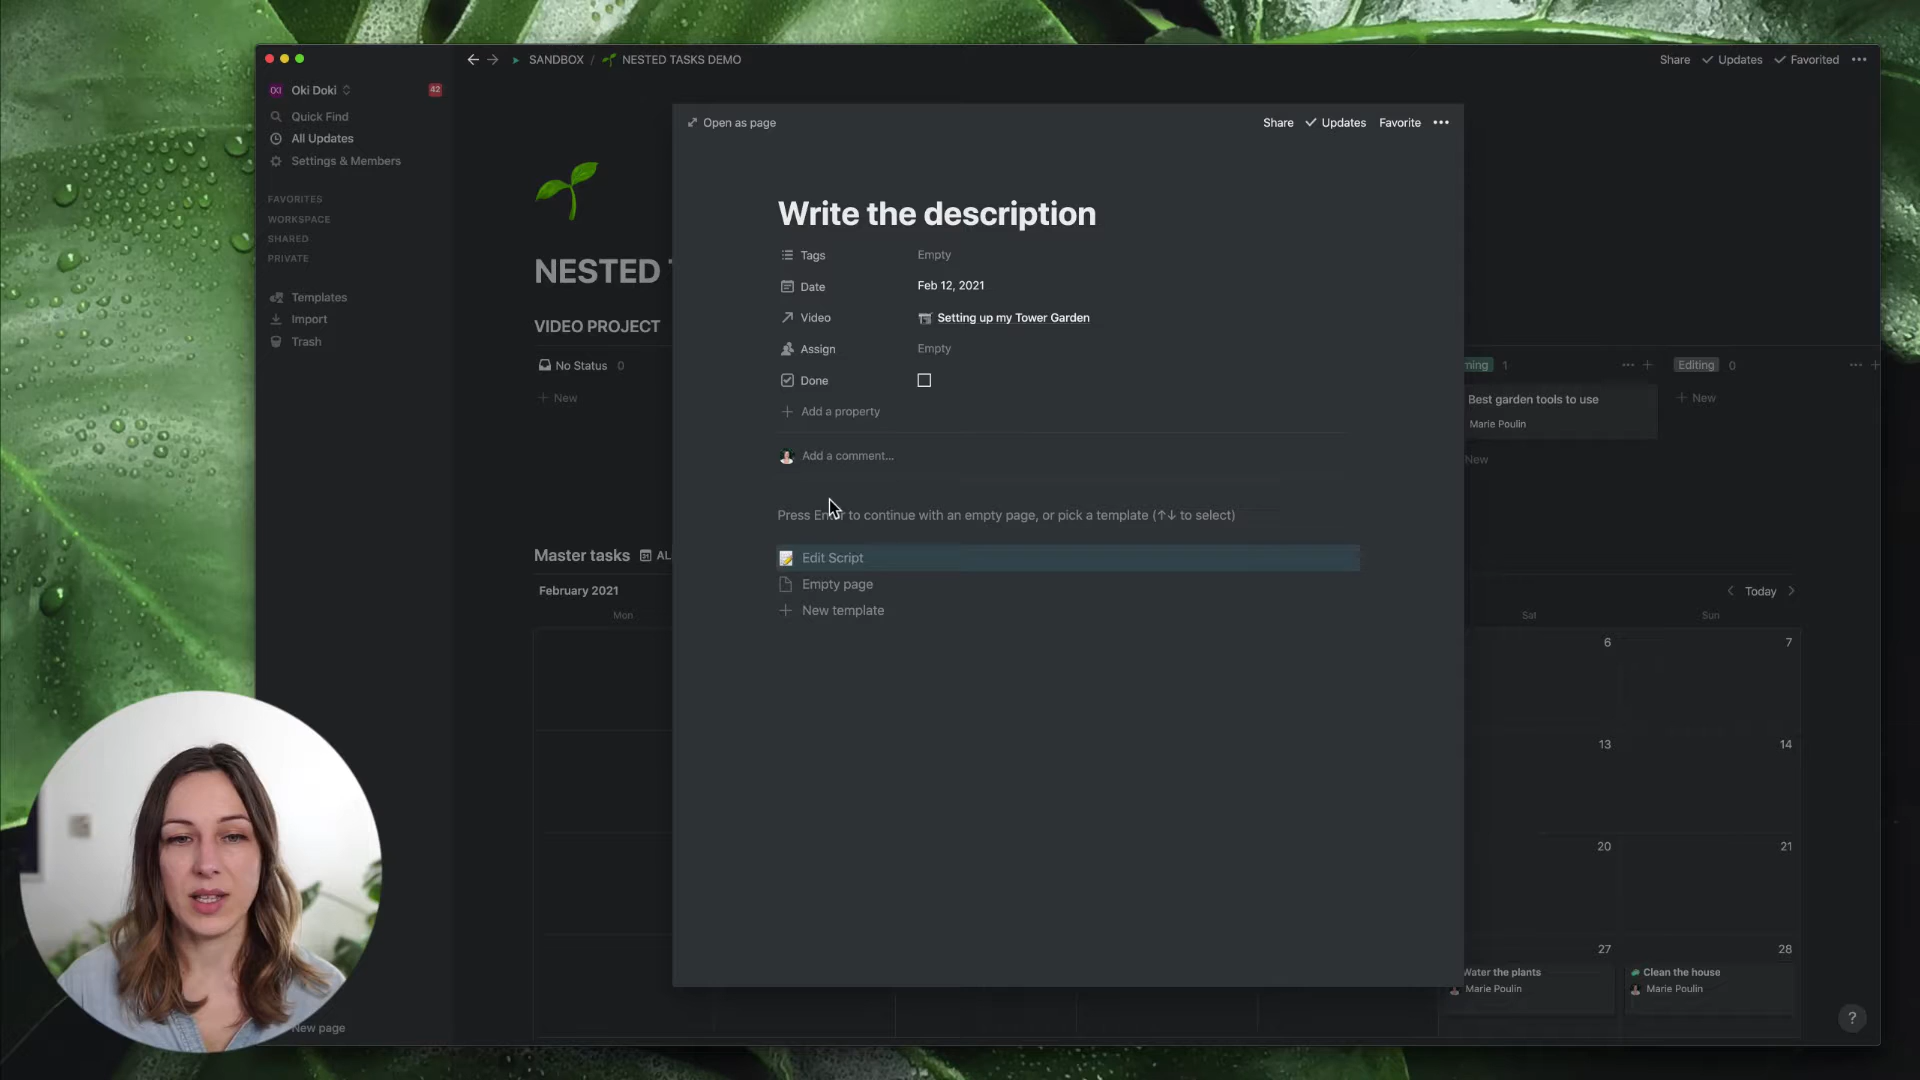 SANDBOX / NESTED TASKS DEMO
Share Updates Favorited
Oki Doki 42
Quick Find
All Updates
Settings & Members
FAVORITES
WORKSPACE
SHARED
PRIVATE
Templates
Import
Trash
New page
NESTED
VIDEO PROJECT
No Status 0
+ New
Master tasks
February 2021
Mon
Open as page
Share Updates Favorite
Write the description
Tags Empty
Date Feb 12, 2021
Video Setting up my Tower Garden
Assign Empty
Done
+ Add a property
Add a comment...
Press Enter to continue with an empty page, or pick a template (↑↓ to select)
Edit Script
Empty page
+ New template
1
Editing 0
Best garden tools to use
Marie Poulin
New
+ New
Today
Sat Sun
6 7
13 14
20 21
27 28
Water the plants
Marie Poulin
Clean the house
Marie Poulin
?